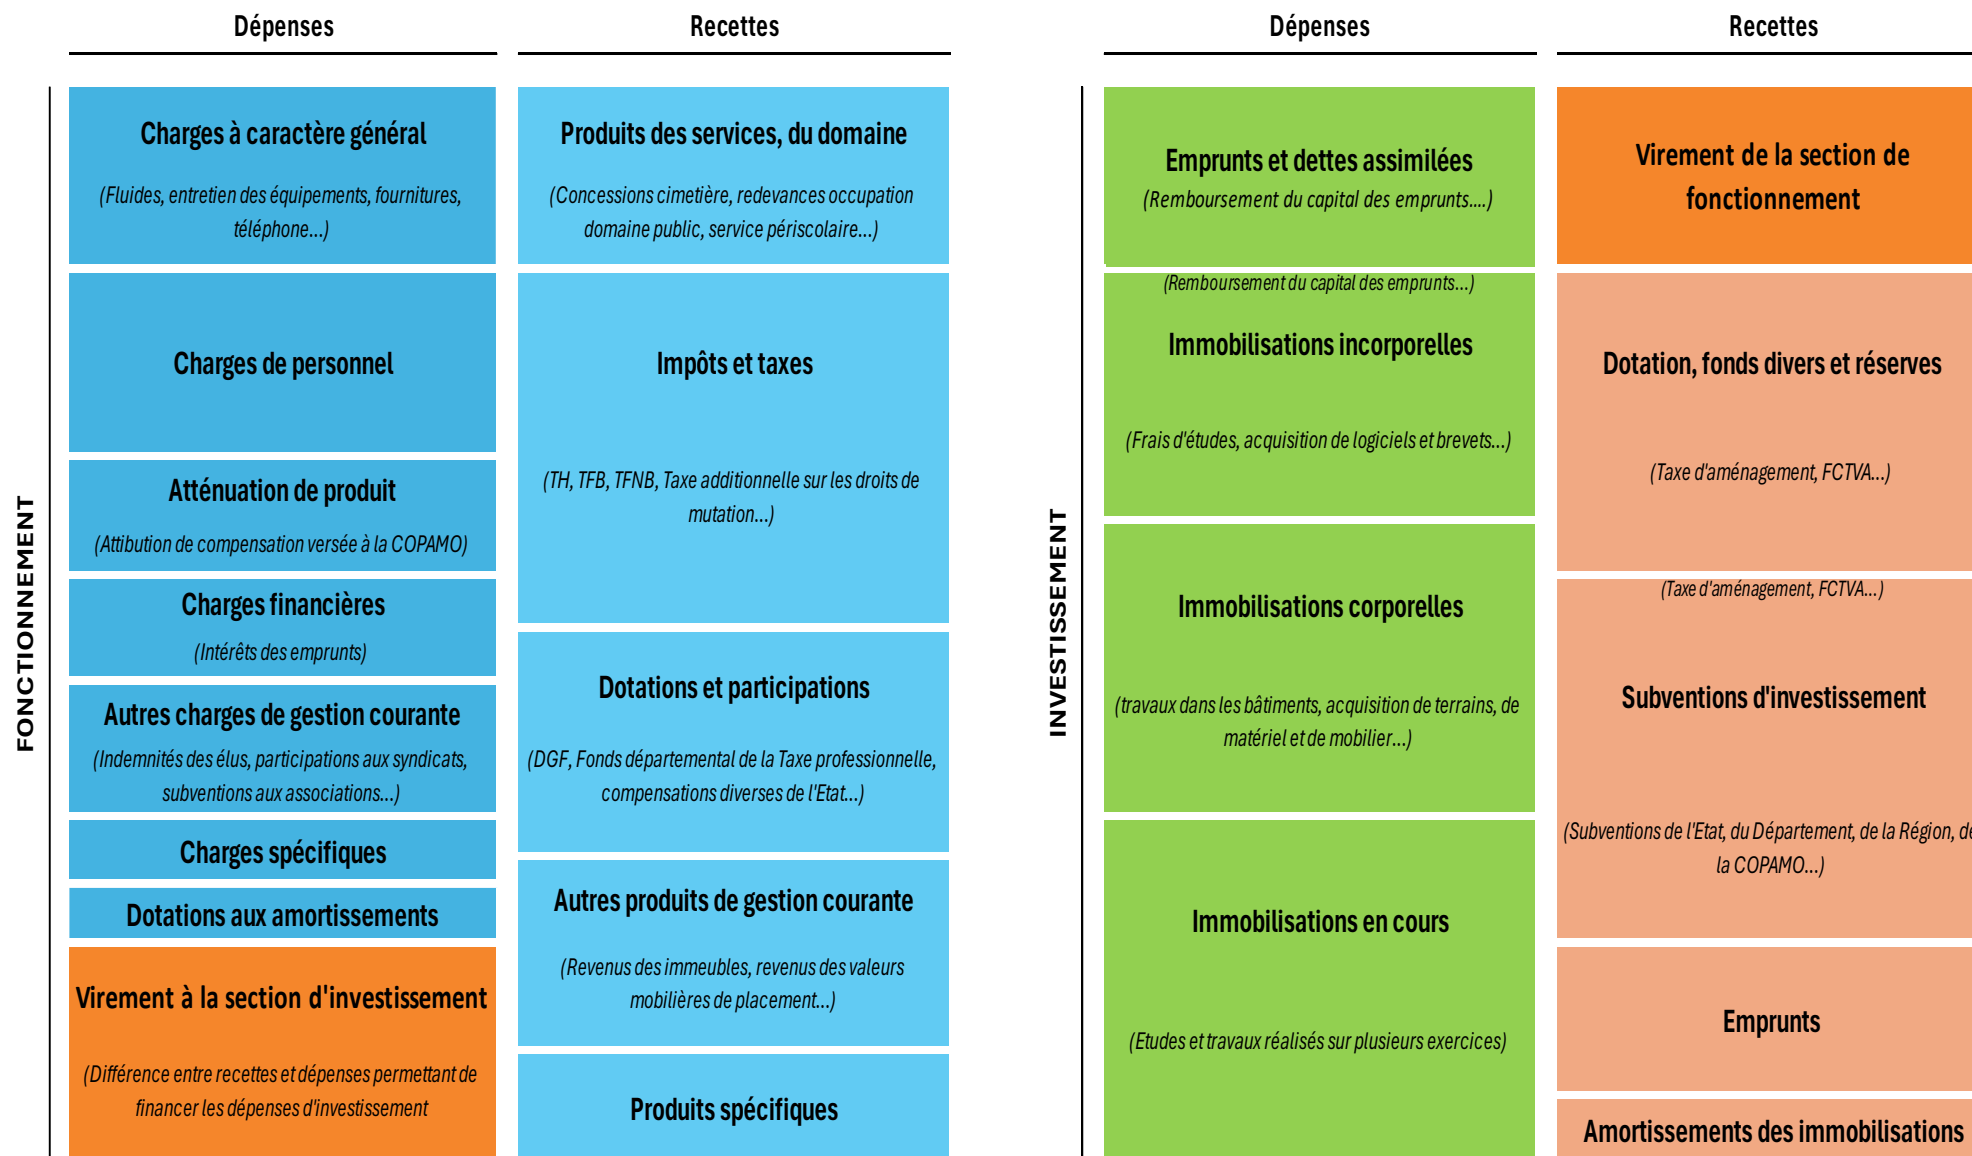 FONCTIONNEMENT
Dépenses
Charges à caractère général
(Fluides, entretien des équipements, fournitures,
téléphone...)
Charges de personnel
Atténuation de produit
(Attibution de compensation versée à la COPAMO)
Charges financières
(Intérêts des emprunts)
Autres charges de gestion courante
(Indemnités des élus, participations aux syndicats,
subventions aux associations...)
Charges spécifiques
Dotations aux amortissements
Virement à la section d'investissement
(Différence entre recettes et dépenses permettant de
financer les dépenses d'investissement
Recettes
Produits des services, du domaine
(Concessions cimetière, redevances occupation
domaine public, service périscolaire...)
Impôts et taxes
(TH, TFB, TFNB, Taxe additionnelle sur les droits de
mutation...)
Dotations et participations
(DGF, Fonds départemental de la Taxe professionnelle,
compensations diverses de l'Etat...)
Autres produits de gestion courante
(Revenus des immeubles, revenus des valeurs
mobilières de placement...)
Produits spécifiques
INVESTISSEMENT
Dépenses
Emprunts et dettes assimilées
(Remboursement du capital des emprunts....)
(Remboursement du capital des emprunts...)
Immobilisations incorporelles
(Frais d'études, acquisition de logiciels et brevets...)
Immobilisations corporelles
(travaux dans les bâtiments, acquisition de terrains, de
matériel et de mobilier...)
Immobilisations en cours
(Etudes et travaux réalisés sur plusieurs exercices)
Recettes
Virement de la section de
fonctionnement
Dotation, fonds divers et réserves
(Taxe d'aménagement, FCTVA...)
(Taxe d'aménagement, FCTVA...)
Subventions d'investissement
(Subventions de l'Etat, du Département, de la Région, de
la COPAMO...)
Emprunts
Amortissements des immobilisations